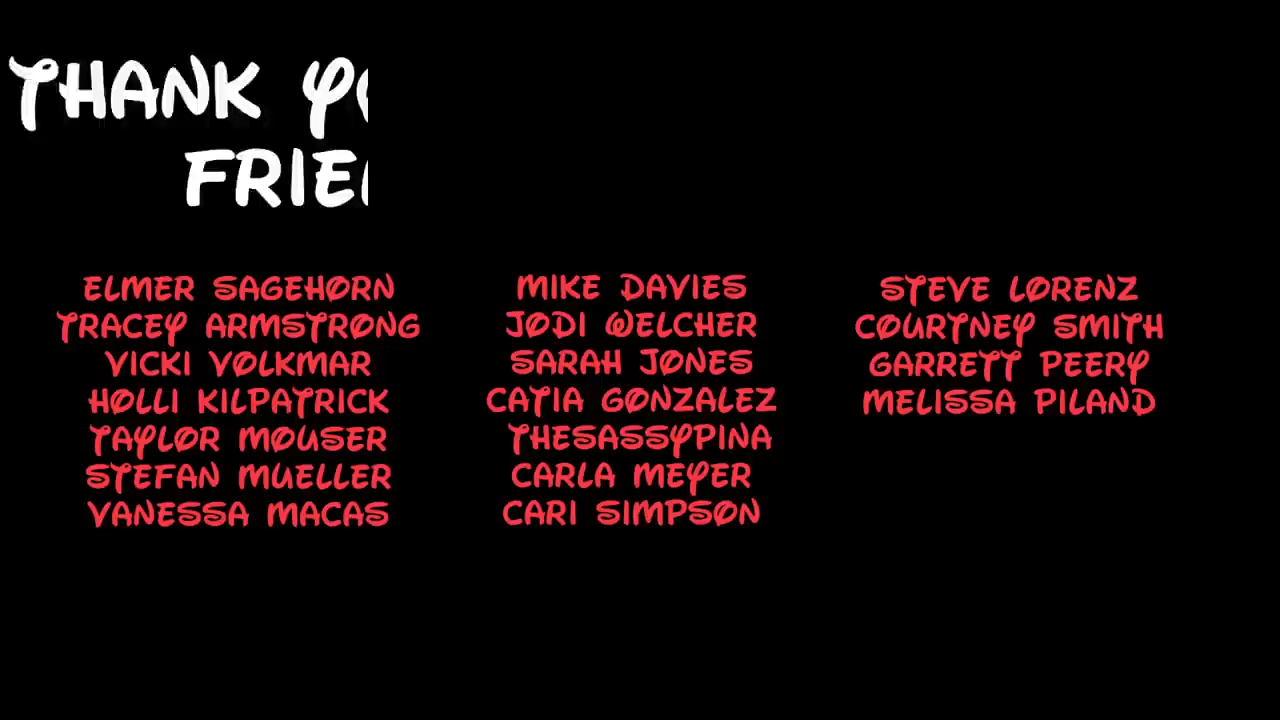 THANK
ELMER SAGEHORN
TRACEY ARMSTRONG
VICKI VOLKMAR
HOLLI KILPATRICK
TAYLOR MOUSER
STEFAN MUELLER
VANESSA MACAS
MIKE DAVIES
JODI WELCHER
SARAH JONES
CATIA GONZALEZ
THESASSYPINA
CARLA MEYER
CARI SIMPSON
STEVE LORENZ
COURTNEY SMITH
GARRETT PEERY
MELISSA PILAND